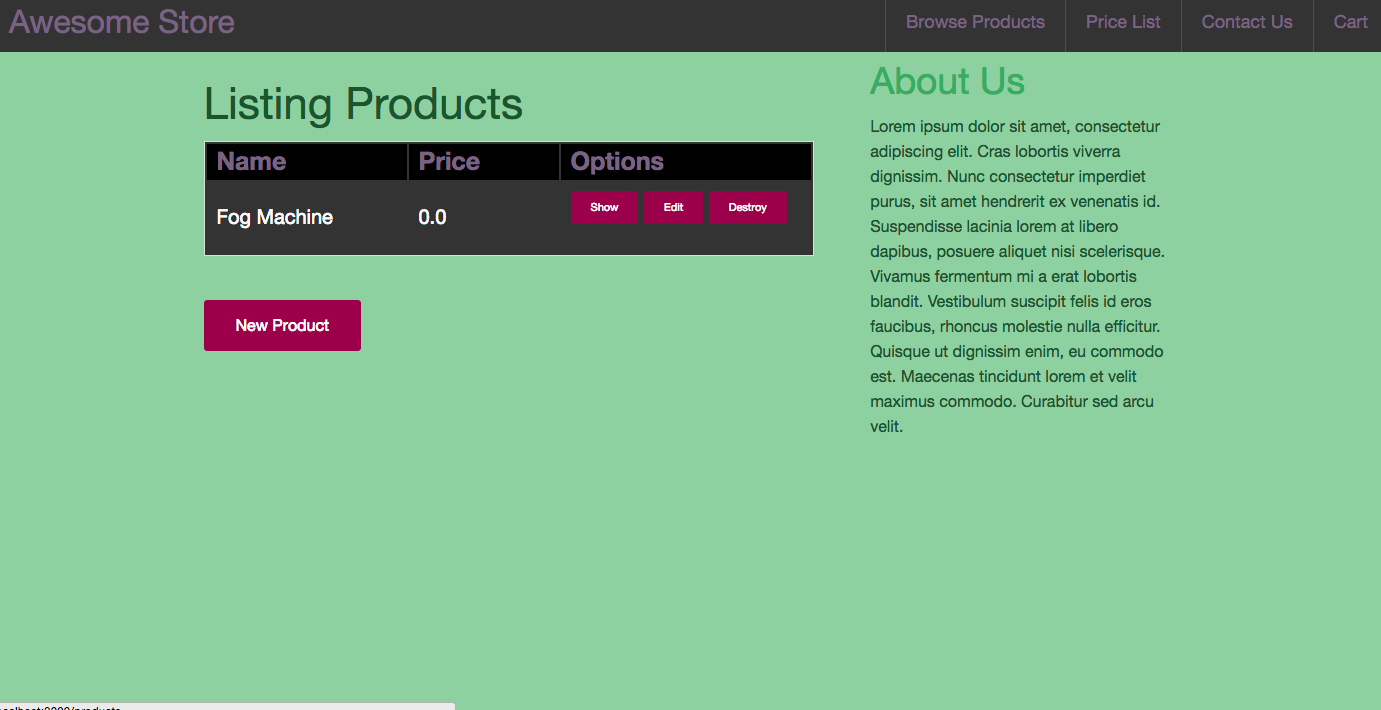 Awesome Store
Browse Products
Price List
Contact Us
Cart
Listing Products
Name Price Options
Fog Machine 0.0 Show Edit Destroy
New Product
About Us
Lorem ipsum dolor sit amet, consectetur
adipiscing elit. Cras lobortis viverra
dignissim. Nunc consectetur imperdiet
purus, sit amet hendrerit ex venenatis id.
Suspendisse lacinia lorem at libero
dapibus, posuere aliquet nisi scelerisque.
Vivamus fermentum mi a erat lobortis
blandit. Vestibulum suscipit felis id eros
faucibus, rhoncus molestie nulla efficitur.
Quisque ut dignissim enim, eu commodo
est. Maecenas tincidunt lorem et velit
maximus commodo. Curabitur sed arcu
velit.